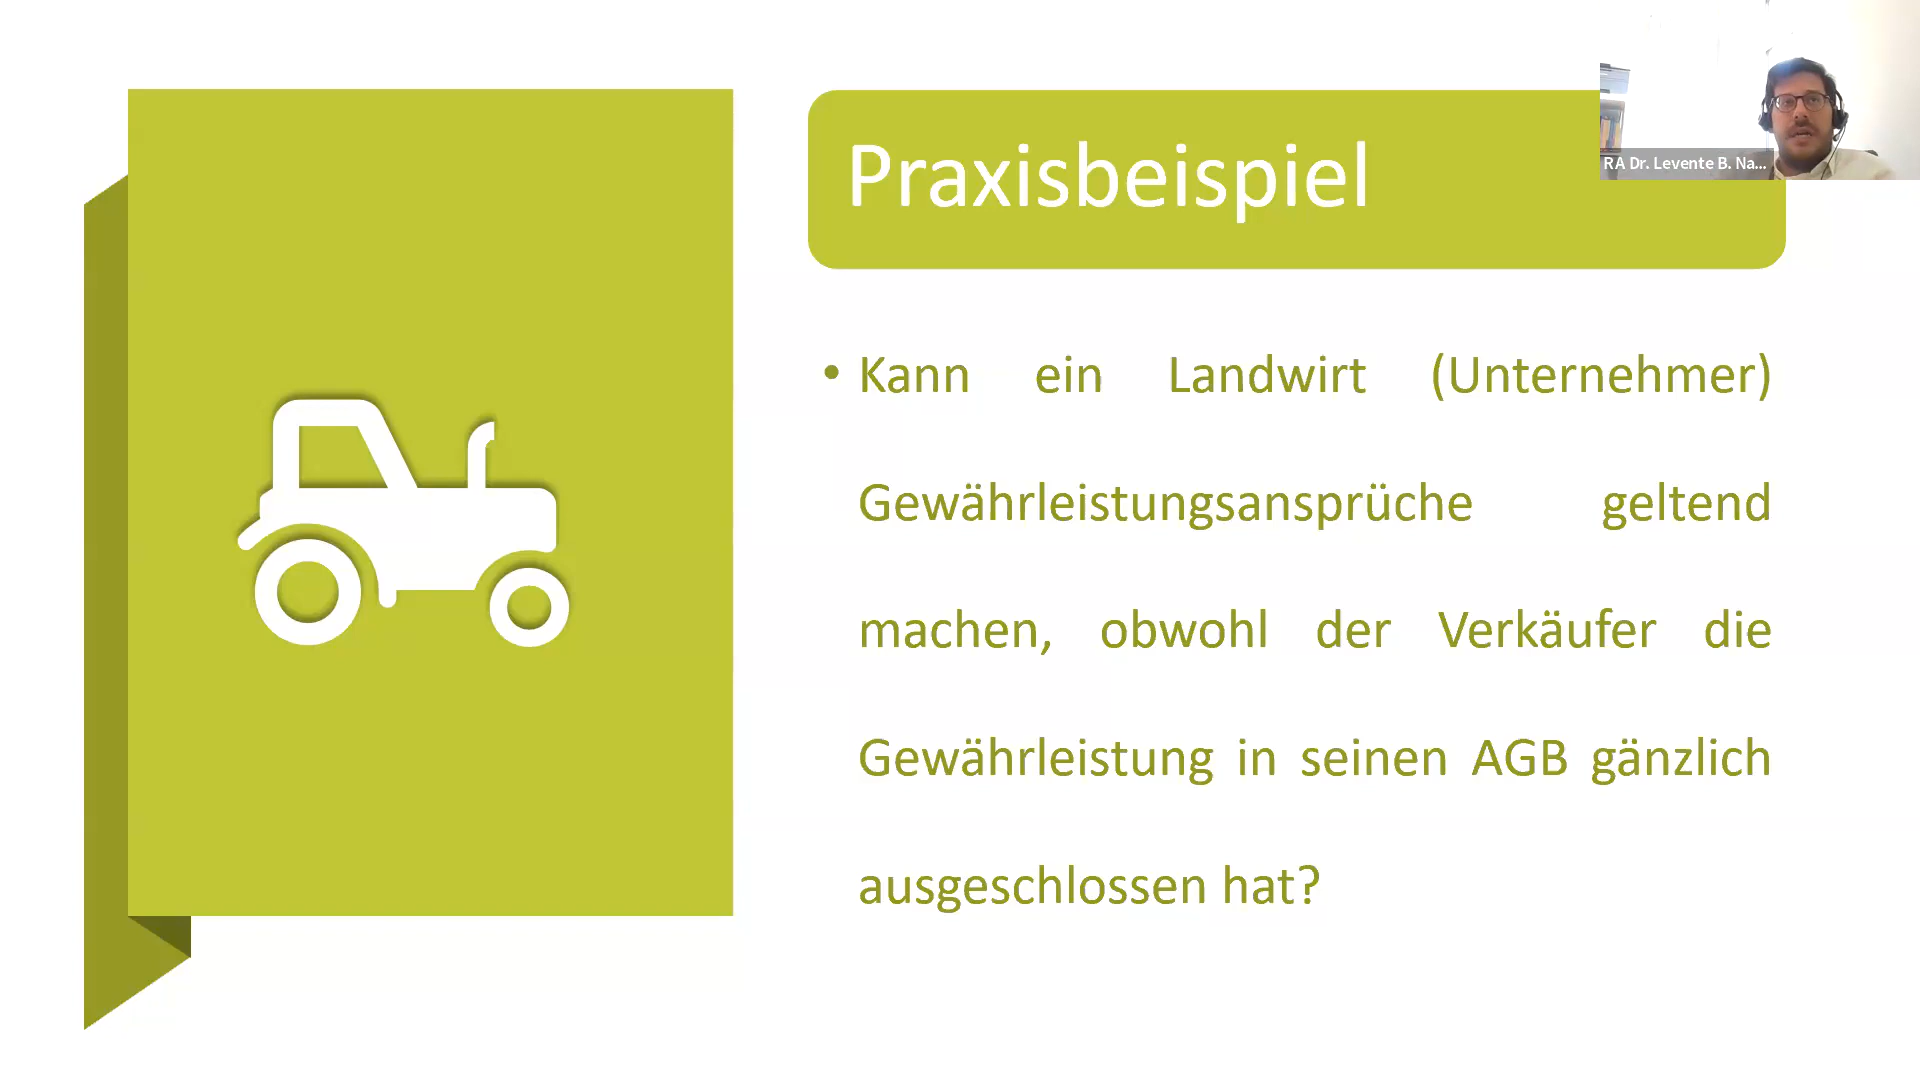 Praxisbeispiel
RA Dr. Levente B. Na...
• Kann ein Landwirt (Unternehmer)
Gewährleistungsansprüche geltend
machen, obwohl der Verkäufer die
Gewährleistung in seinen AGB gänzlich
ausgeschlossen hat?